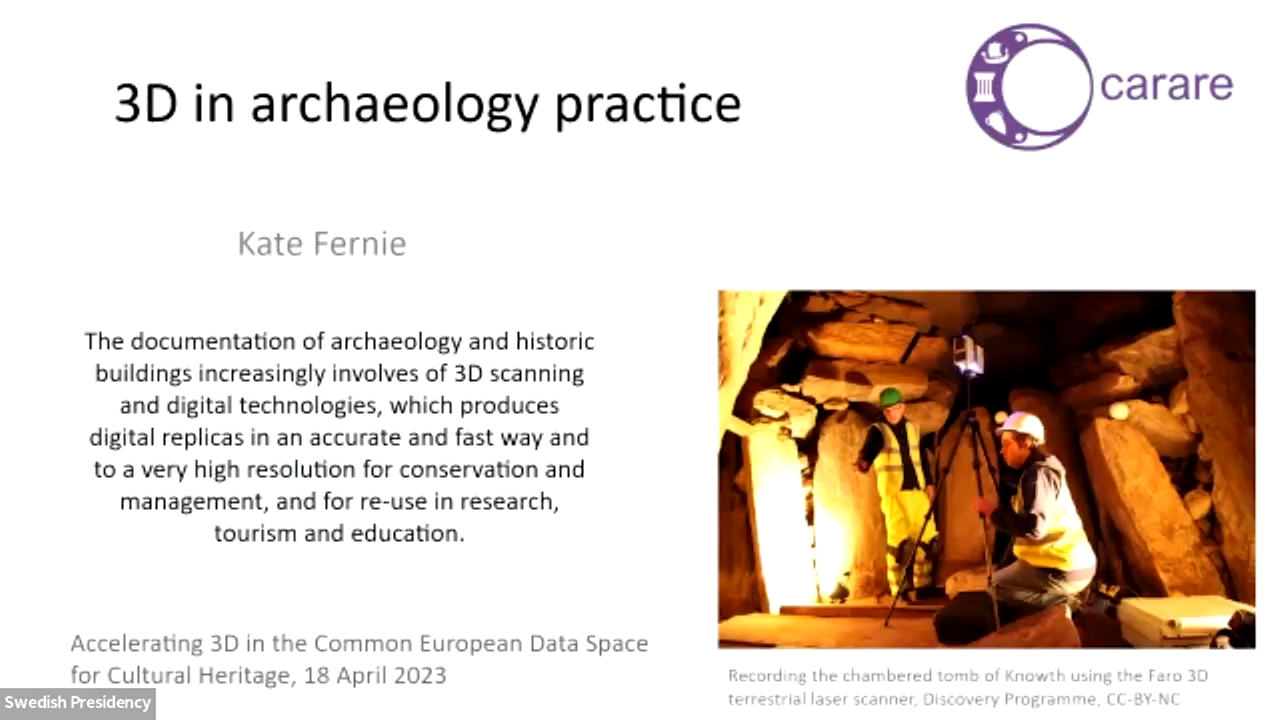 3D in archaeology practice
carare
Kate Fernie
The documentation of archaeology and historic
buildings increasingly involves of 3D scanning
and digital technologies, which produces
digital replicas in an accurate and fast way and
to a very high resolution for conservation and
management, and for re-use in research,
tourism and education.
Accelerating 3D in the Common European Data Space
for Cultural Heritage, 18 April 2023
Recording the chambered tomb of Knowth using the Faro 3D
terrestrial laser scanner, Discovery Programme, CC-BY-NC
Swedish Presidency